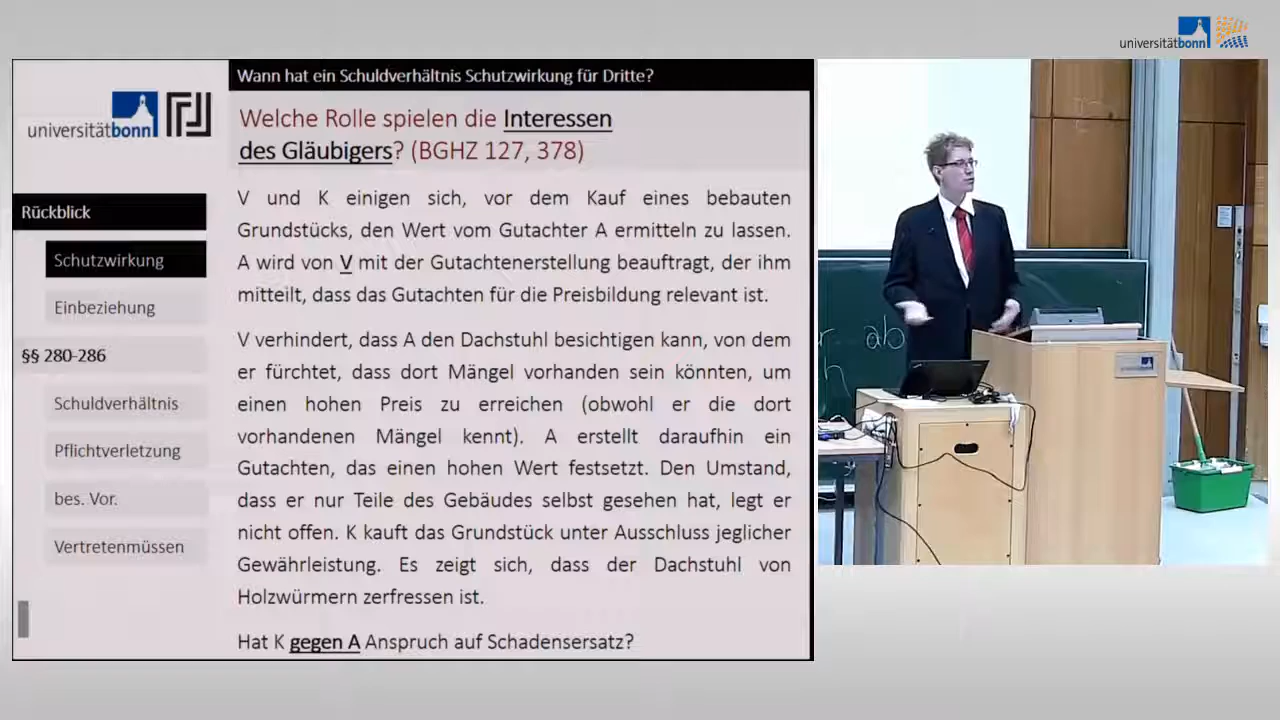 universitätbonn
Wann hat ein Schuldverhältnis Schutzwirkung für Dritte?
universitätbonn
Welche Rolle spielen die Interessen
des Gläubigers? (BGHZ 127, 378)
V und K einigen sich, vor dem Kauf eines bebauten
Grundstücks, den Wert vom Gutachter A ermitteln zu lassen.
A wird von V mit der Gutachtenerstellung beauftragt, der ihm
mitteilt, dass das Gutachten für die Preisbildung relevant ist.
V verhindert, dass A den Dachstuhl besichtigen kann, von dem
er fürchtet, dass dort Mängel vorhanden sein könnten, um
einen hohen Preis zu erreichen (obwohl er die dort
vorhandenen Mängel kennt). A erstellt daraufhin ein
Gutachten, das einen hohen Wert festsetzt. Den Umstand,
dass er nur Teile des Gebäudes selbst gesehen hat, legt er
nicht offen. K kauft das Grundstück unter Ausschluss jeglicher
Gewährleistung. Es zeigt sich, dass der Dachstuhl von
Holzwürmern zerfressen ist.
Hat K gegen A Anspruch auf Schadensersatz?
Rückblick
Schutzwirkung
Einbeziehung
§§ 280-286
Schuldverhältnis
Pflichtverletzung
bes. Vor.
Vertretenmüssen
ab